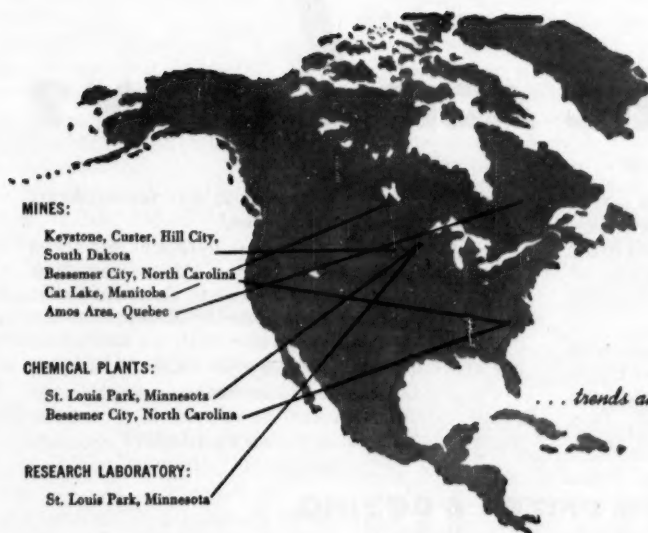 MINES:
Keystone, Custer, Hill City,
South Dakota
Bessemer City, North Carolina
Cat Lake, Manitoba
Amos Area, Quebec
CHEMICAL PLANTS:
St. Louis Park, Minnesota
Bessemer City, North Carolina
... trends
RESEARCH LABORATORY:
St. Louis Park, Minnesota